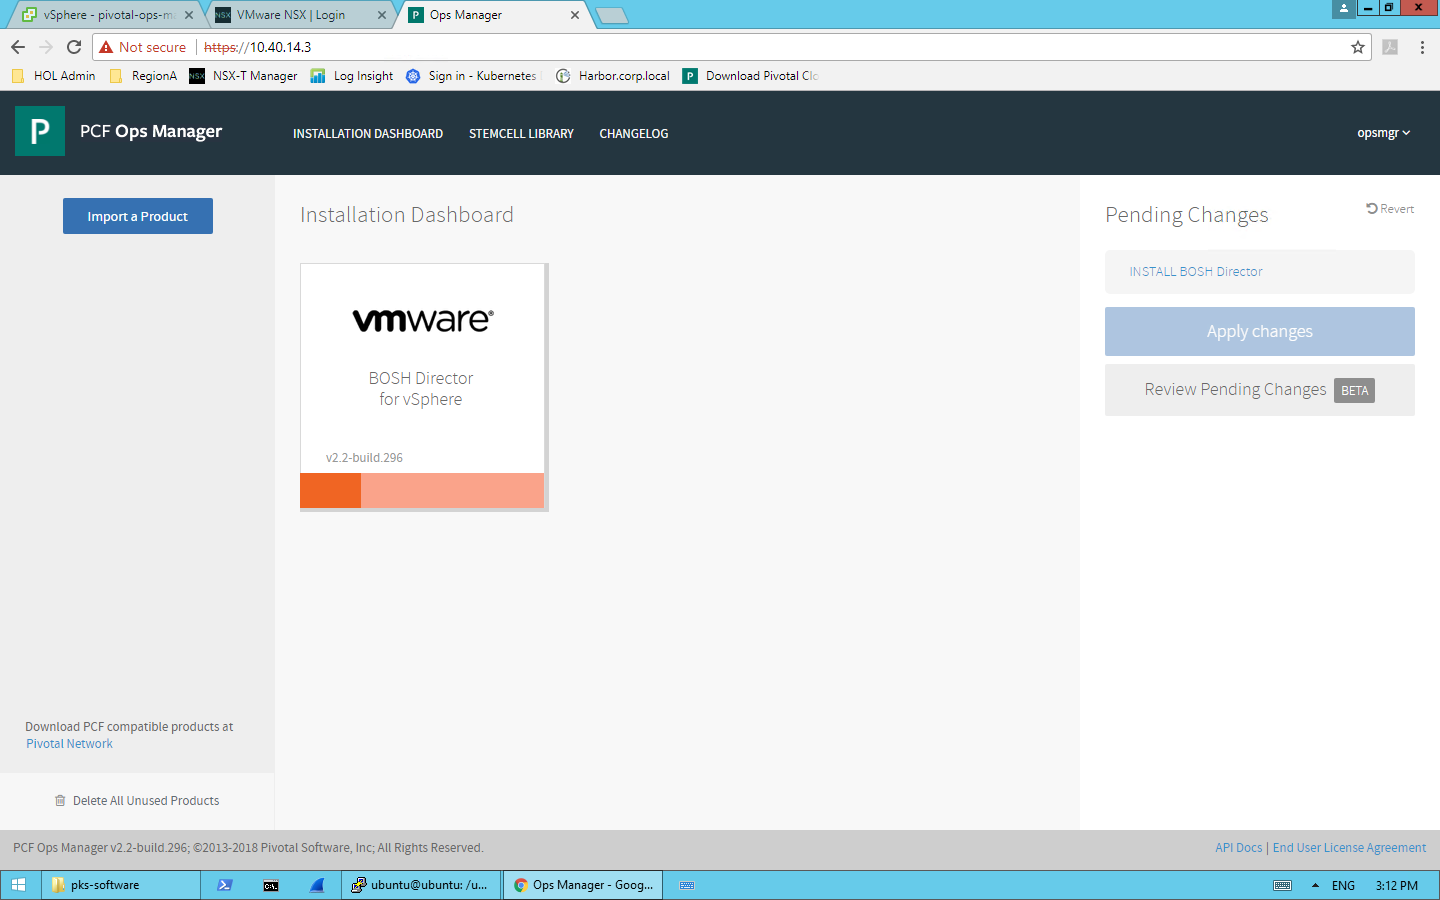 vSphere - pivotal-ops-ma
VMware NSX | Login
Ops Manager
Not secure
https://10.40.14.3
HOL Admin
RegionA
NSX-T Manager
Log Insight
Sign in - Kubernetes
Harbor.corp.local
Download Pivotal Clo
PCF Ops Manager
INSTALLATION DASHBOARD
STEMCELL LIBRARY
CHANGELOG
opsmgr
Import a Product
Installation Dashboard
Pending Changes
Revert
INSTALL BOSH Director
Apply changes
Review Pending Changes BETA
vmware®
BOSH Director
for vSphere
v2.2-build.296
Download PCF compatible products at
Pivotal Network
Delete All Unused Products
PCF Ops Manager v2.2-build.296; ©2013-2018 Pivotal Software, Inc; All Rights Reserved.
API Docs | End User License Agreement
pks-software
ubuntu@ubuntu: /u...
Ops Manager - Goog...
ENG
3:12 PM